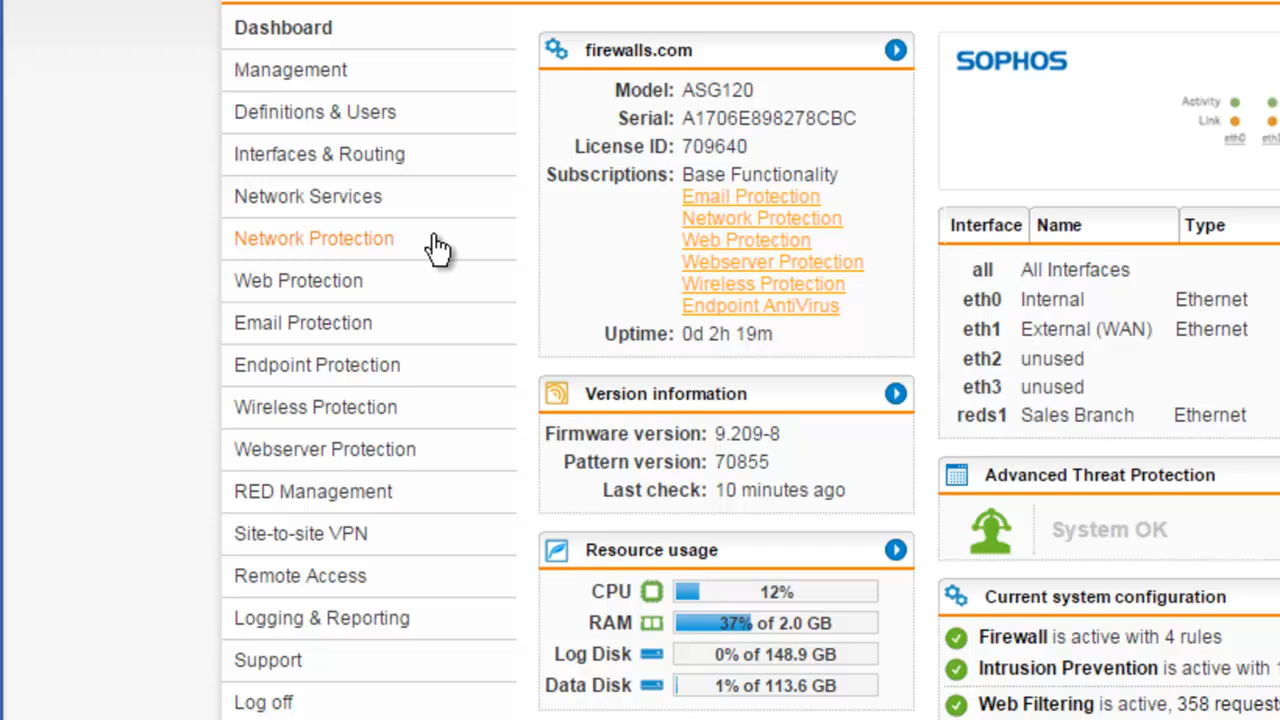 Dashboard
Management
Definitions & Users
Interfaces & Routing
Network Services
Network Protection
Web Protection
Email Protection
Endpoint Protection
Wireless Protection
Webserver Protection
RED Management
Site-to-site VPN
Remote Access
Logging & Reporting
Support
Log off
firewalls.com
Model: ASG120
Serial: A1706E898278CBC
License ID: 709640
Subscriptions: Base Functionality
Email Protection
Network Protection
Web Protection
Webserver Protection
Wireless Protection
Endpoint AntiVirus
Uptime: 0d 2h 19m
Version information
Firmware version: 9.209-8
Pattern version: 70855
Last check: 10 minutes ago
Resource usage
CPU 12%
RAM 37% of 2.0 GB
Log Disk 0% of 148.9 GB
Data Disk 1% of 113.6 GB
SOPHOS
Activity
Link
eth0
Interface Name Type
all All Interfaces
eth0 Internal Ethernet
eth1 External (WAN) Ethernet
eth2 unused
eth3 unused
reds1 Sales Branch Ethernet
Advanced Threat Protection
System OK
Current system configuration
Firewall is active with 4 rules
Intrusion Prevention is active with
Web Filtering is active, 358 request